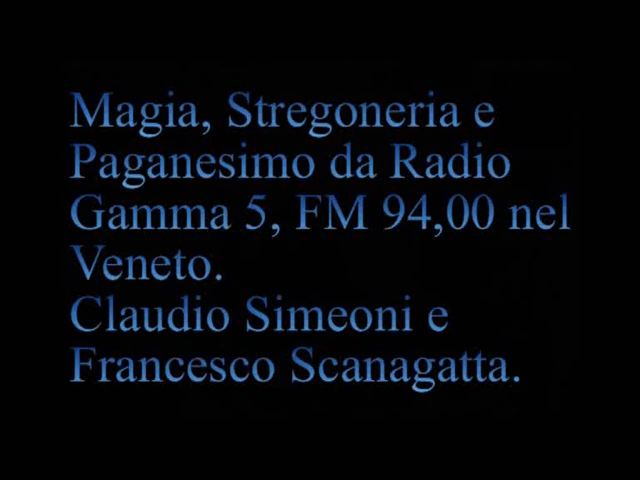 Magia, Stregoneria e
Paganesimo da Radio
Gamma 5, FM 94,00 nel
Veneto.
Claudio Simeoni e
Francesco Scanagatta.